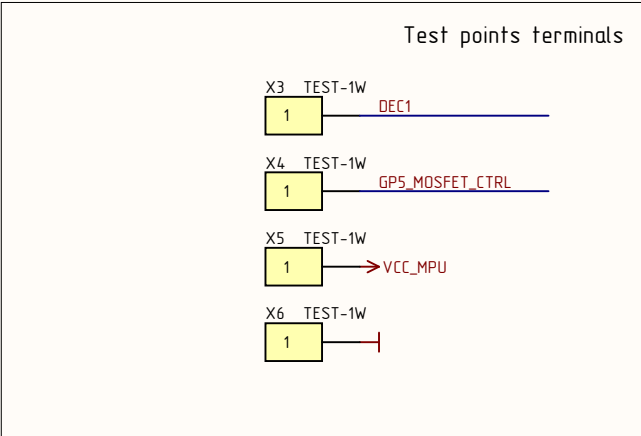 Test points terminals
X3 TEST-1W
1
DEC1
X4 TEST-1W
1
GP5_MOSFET_CTRL
X5 TEST-1W
1
VCC_MPU
X6 TEST-1W
1